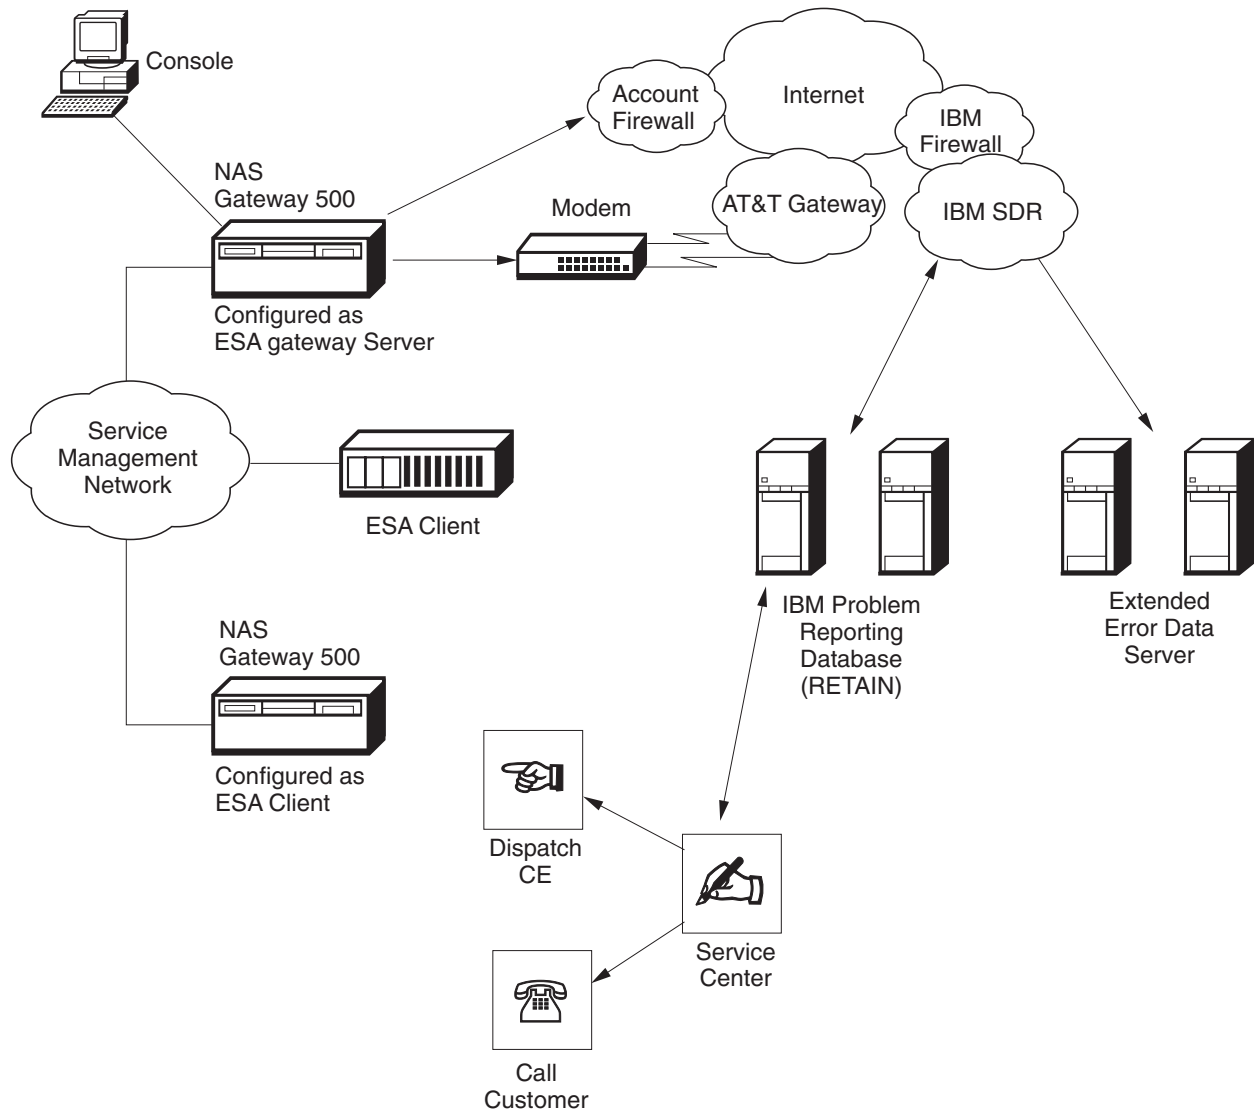 Console
Account
Firewall
Internet
IBM
Firewall
NAS
Gateway 500
Modem
AT&T Gateway
IBM SDR
Configured as
ESA gateway Server
Service
Management
Network
ESA Client
IBM Problem
Reporting
Database
(RETAIN)
Extended
Error Data
Server
NAS
Gateway 500
Configured as
ESA Client
Dispatch
CE
Service
Center
Call
Customer